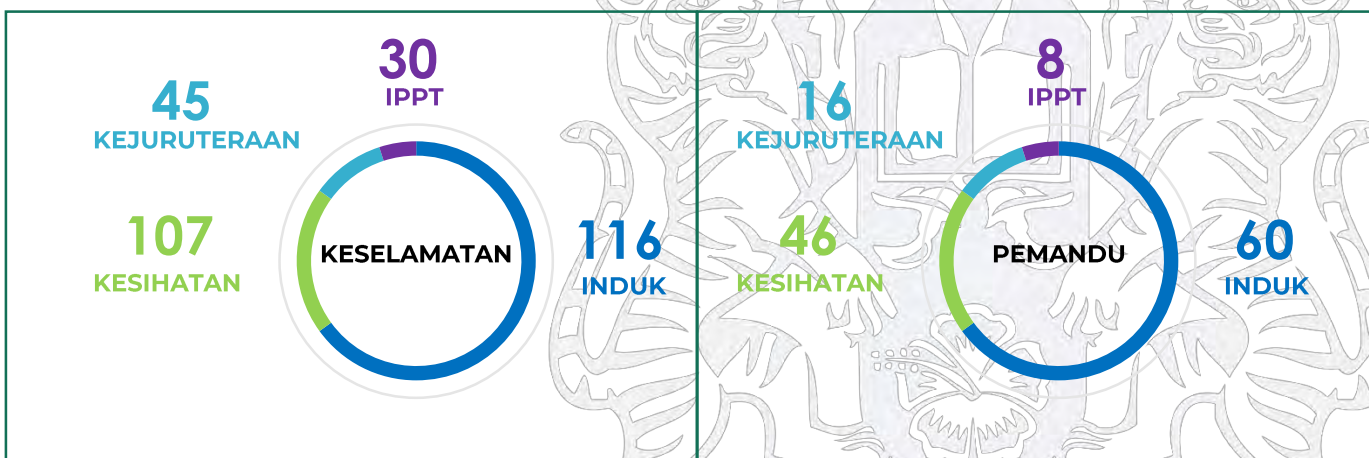 30
IPPT
45
KEJURUTERAAN
107
KESIHATAN
KESELAMATAN
116
INDUK
8
IPPT
16
KEJURUTERAAN
46
KESIHATAN
PEMANDU
60
INDUK